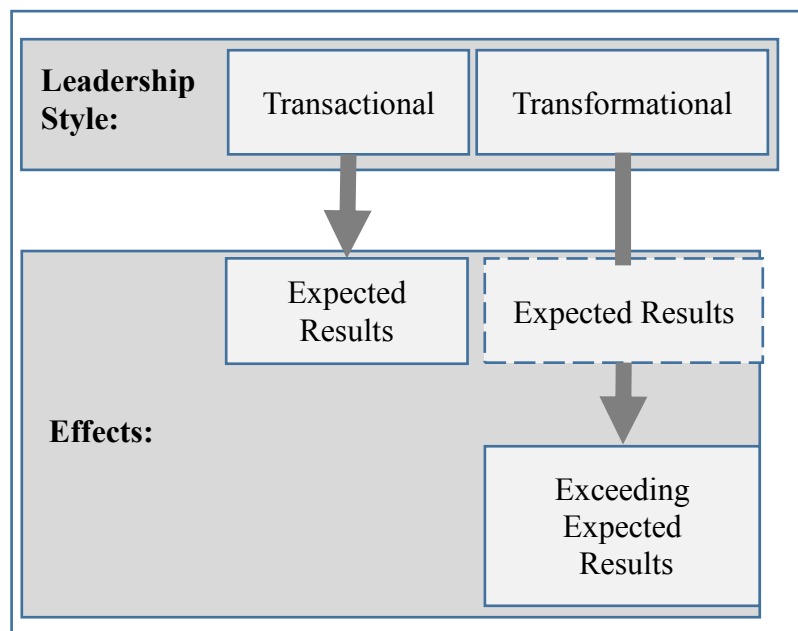 Leadership
Style:
Transactional
Transformational
Expected
Results
Expected Results
Effects:
Exceeding
Expected
Results